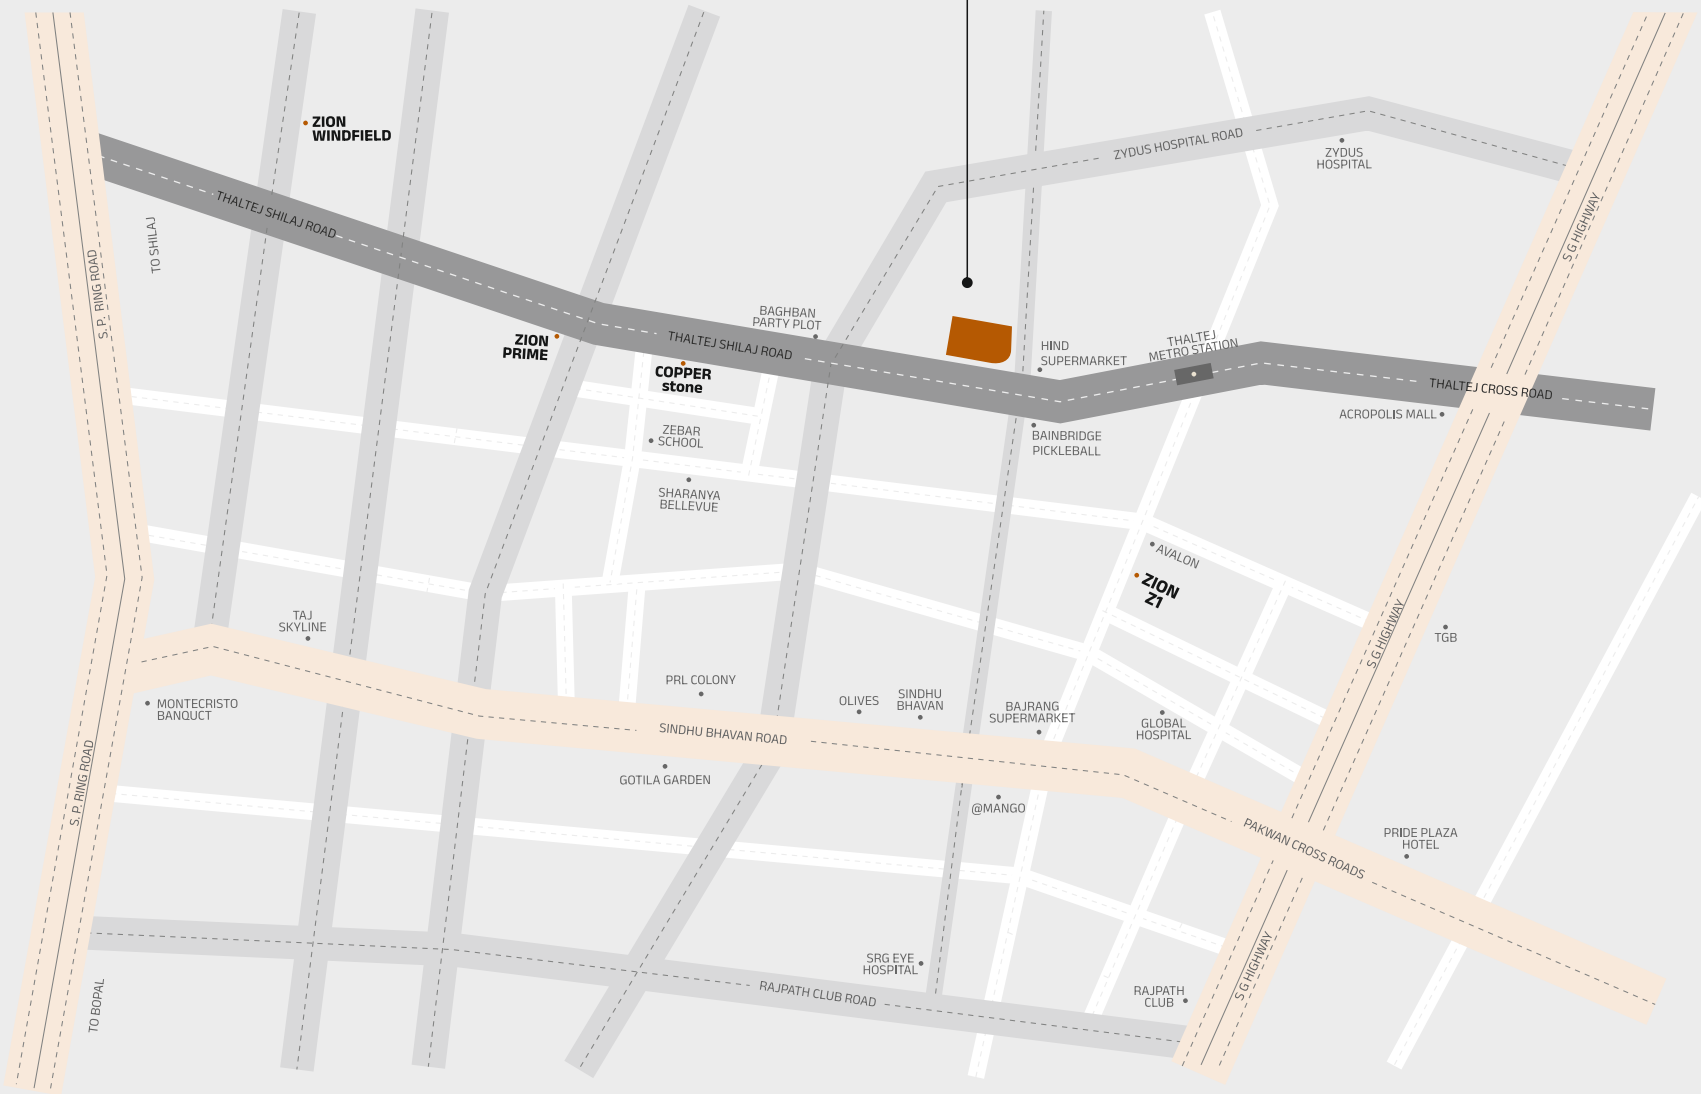 ZION
WINDFIELD
THALTEJ SHILAJ ROAD
TO SHILAJ
S. P. RING ROAD
ZYDUS HOSPITAL ROAD
ZYDUS
HOSPITAL
S G HIGHWAY
ZION
PRIME
BAGHBAN
PARTY PLOT
THALTEJ SHILAJ ROAD
COPPER
stone
HIND
SUPERMARKET
THALTEJ
METRO STATION
THALTEJ CROSS ROAD
ACROPOLIS MALL
ZEBAR
SCHOOL
BAINBRIDGE
PICKLEBALL
SHARANYA
BELLEVUE
AVALON
ZION
Z1
TAJ
SKYLINE
S G HIGHWAY
TGB
MONTECRISTO
BANQUCT
PRL COLONY
OLIVES
SINDHU
BHAVAN
BAJRANG
SUPERMARKET
GLOBAL
HOSPITAL
SINDHU BHAVAN ROAD
GOTILA GARDEN
S. P. RING ROAD
@MANGO
PAKWAN CROSS ROADS
PRIDE PLAZA
HOTEL
SRG EYE
HOSPITAL
S G HIGHWAY
RAJPATH
CLUB
RAJPATH CLUB ROAD
TO BOPAL